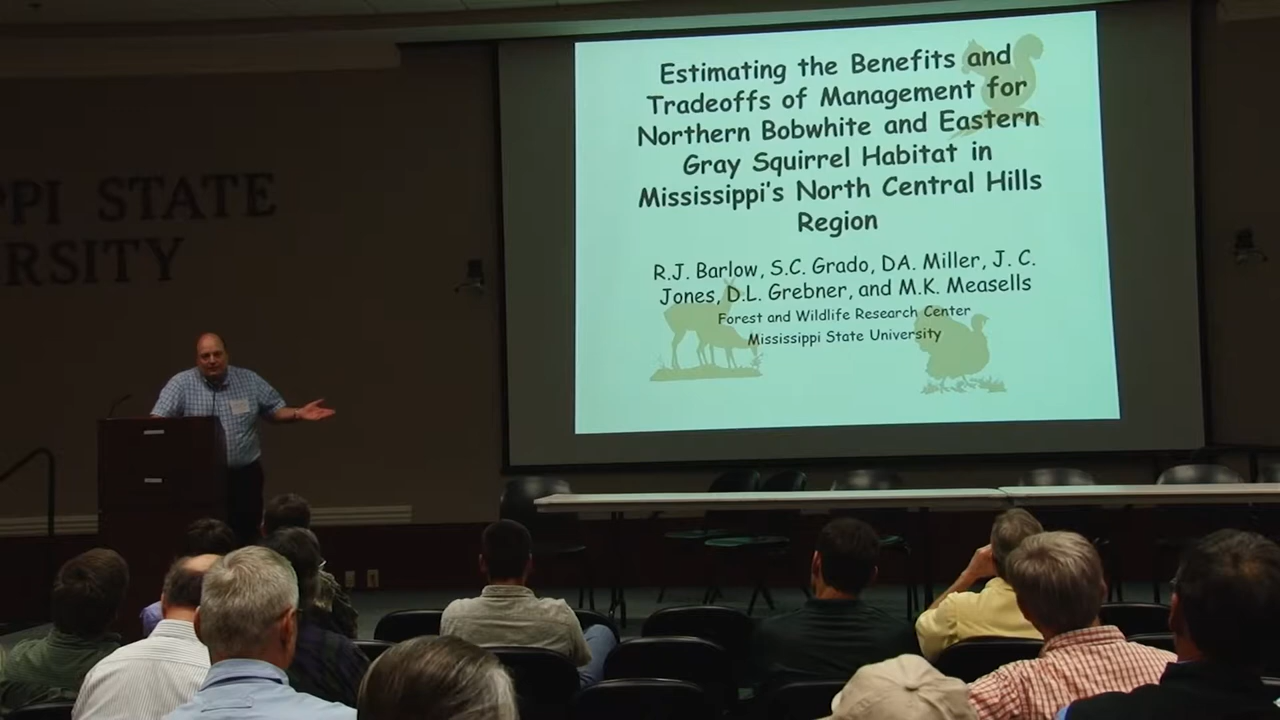 PPI STATE
RSITY
Estimating the Benefits and
Tradeoffs of Management for
Northern Bobwhite and Eastern
Gray Squirrel Habitat in
Mississippi's North Central Hills
Region
R.J. Barlow, S.C. Grado, DA. Miller, J. C.
Jones, D.L. Grebner, and M.K. Measells
Forest and Wildlife Research Center
Mississippi State University